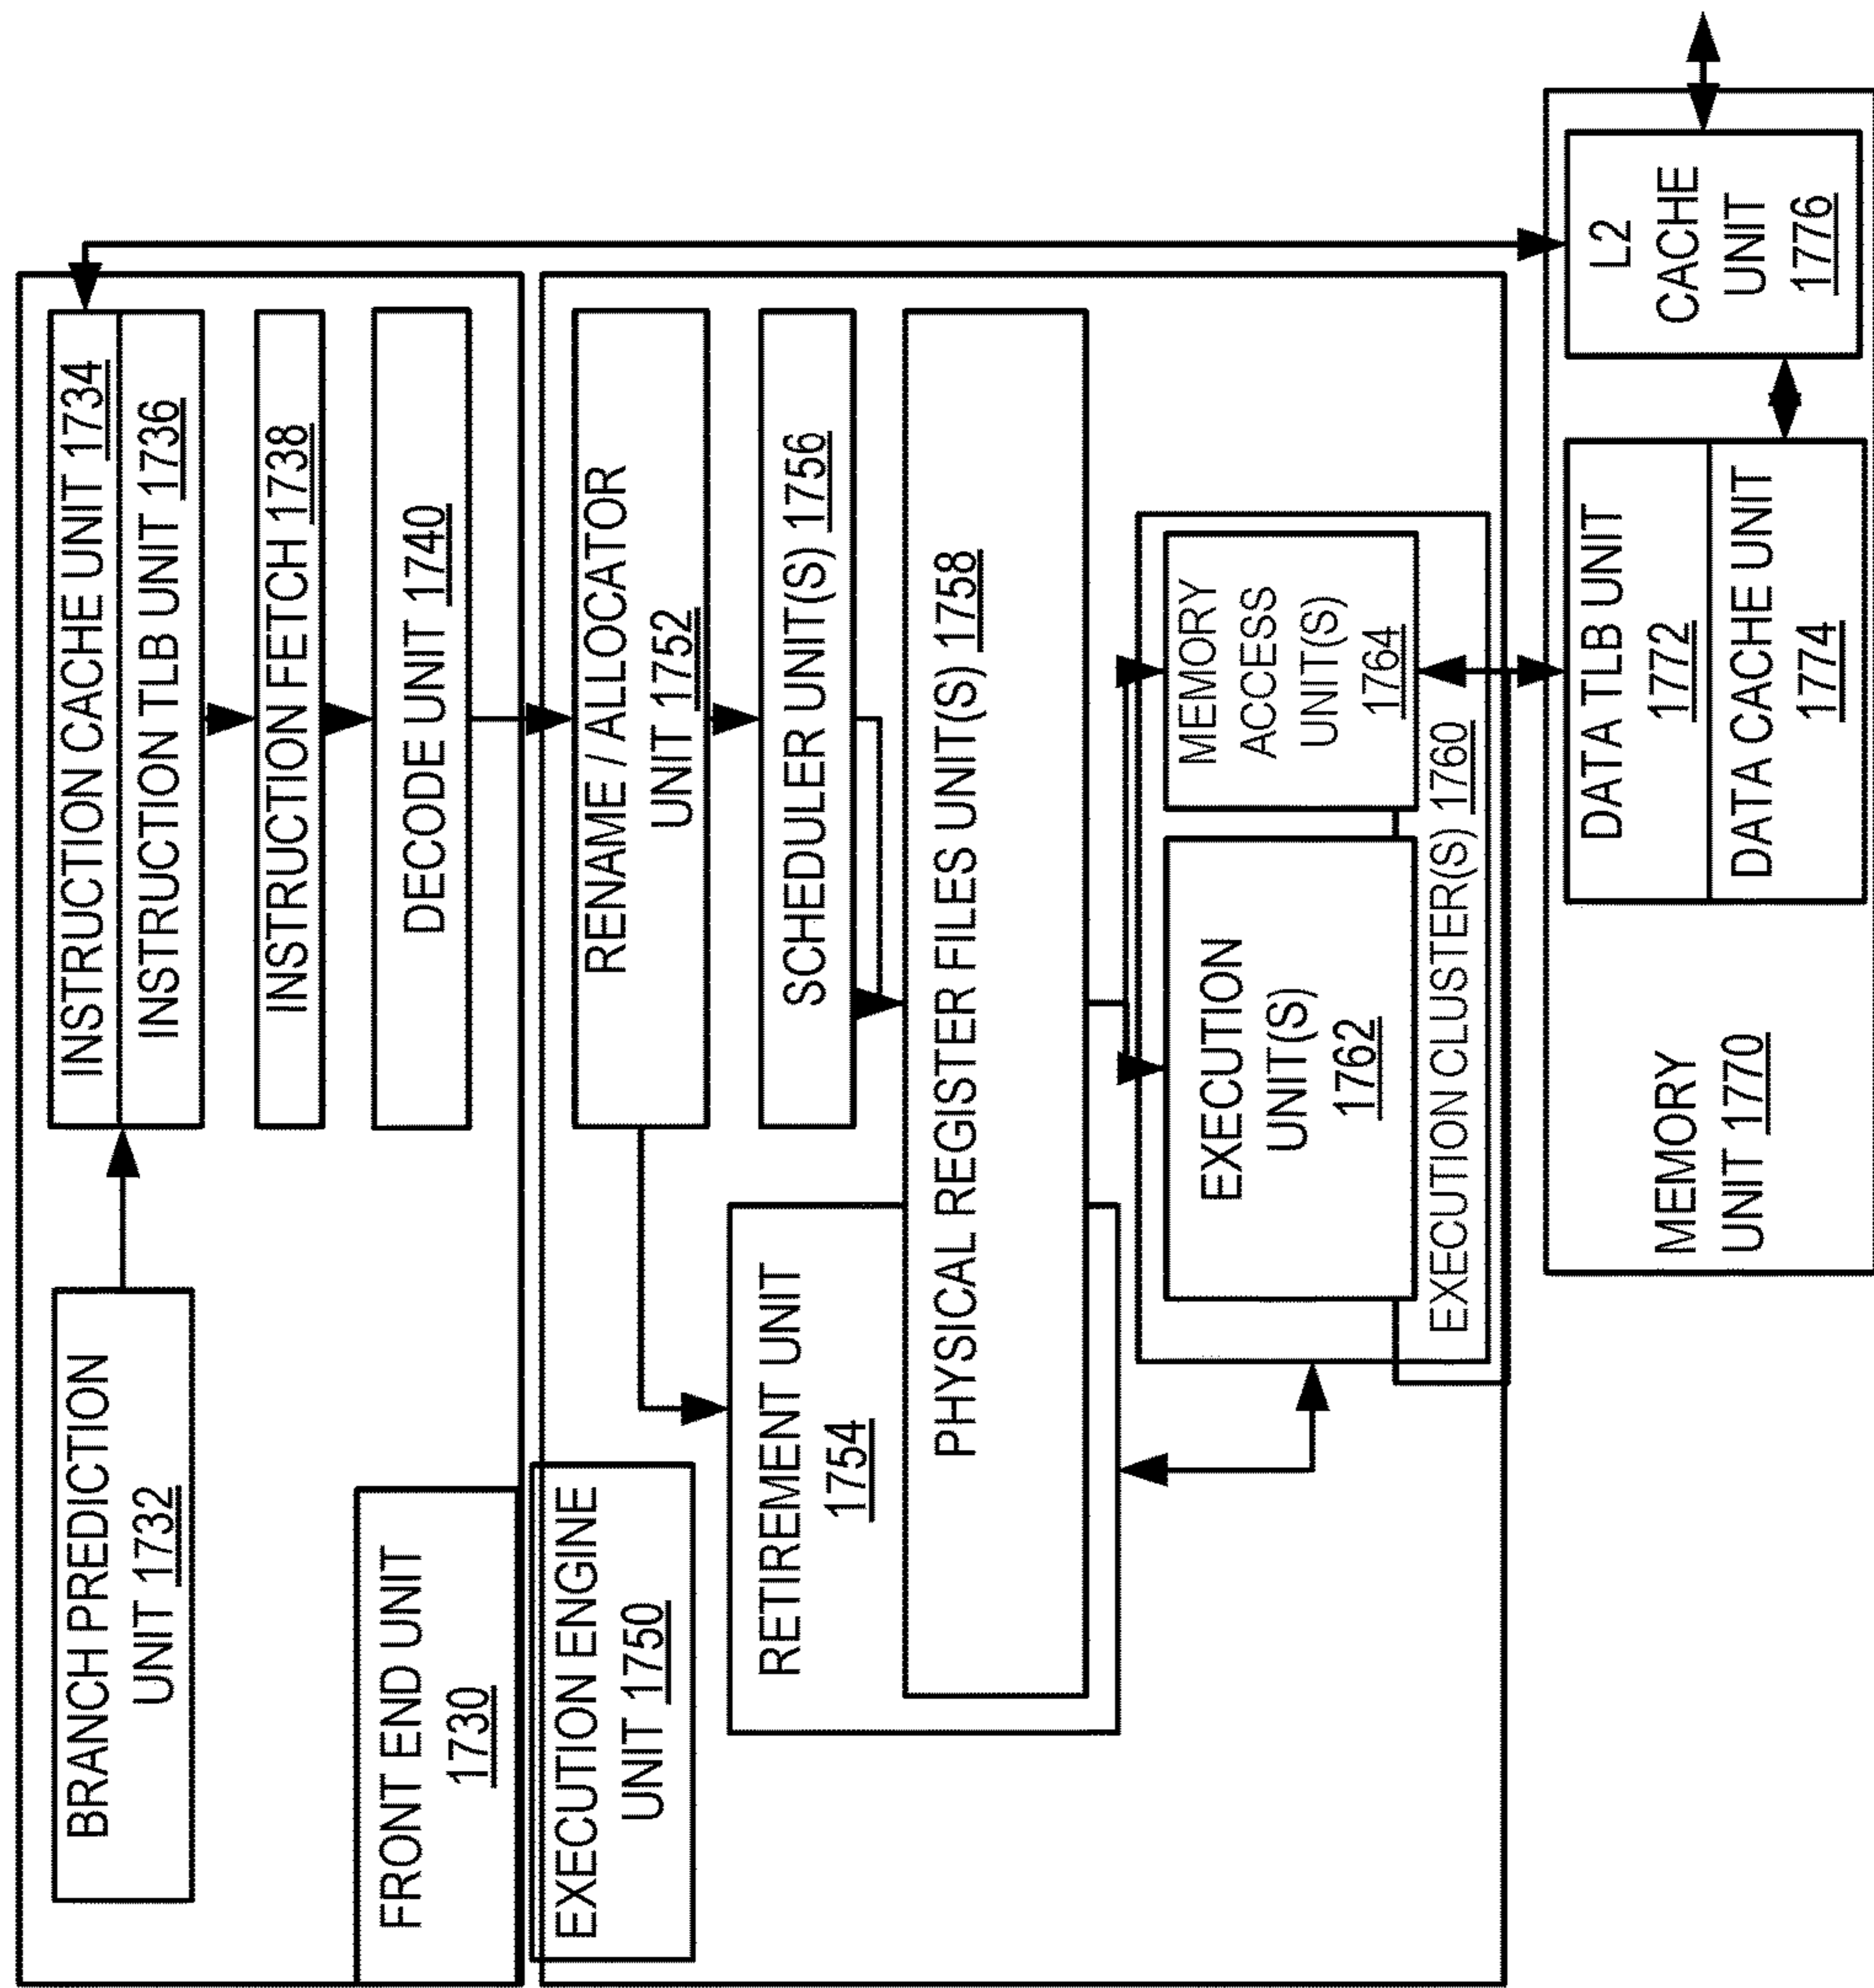 BRANCH PREDICTION
UNIT 1732
INSTRUCTION CACHE UNIT 1734
INSTRUCTION TLB UNIT 1736
INSTRUCTION FETCH 1738
DECODE UNIT 1740
FRONT END UNIT
1730
EXECUTION ENGINE
UNIT 1750
RENAME / ALLOCATOR
UNIT 1752
RETIREMENT UNIT
1754
SCHEDULER UNIT(S) 1756
PHYSICAL REGISTER FILES UNIT(S) 1758
EXECUTION
UNIT(S)
1762
MEMORY
ACCESS
UNIT(S)
1764
EXECUTION CLUSTER(S) 1760
MEMORY
UNIT 1770
DATA TLB UNIT
1772
DATA CACHE UNIT
1774
L2
CACHE
UNIT
1776